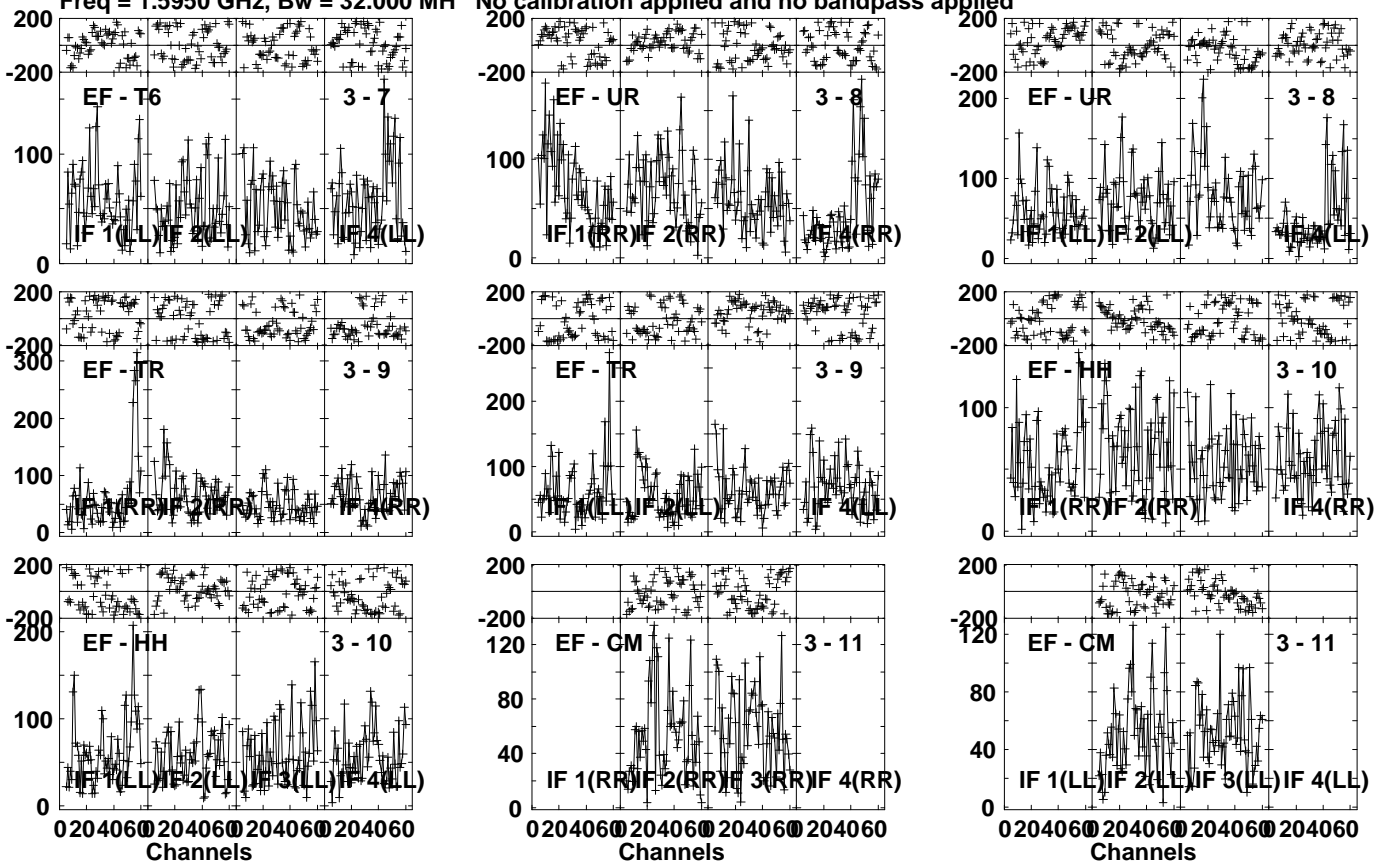 Freq = 1.5950 GHz, Bw = 32.000 MH No calibration applied and no bandpass applied
200
-200
EF - T6 3 - 7
100
0
IF 1(LL) IF 2(LL) IF 4(LL)
200
-200
EF - UR 3 - 8
100
0
IF 1(RR) IF 2(RR) IF 4(RR)
200
-200
EF - UR 3 - 8
200
100
0
IF 1(LL) IF 2(LL) IF 4(LL)
200
-200
EF - TR 3 - 9
300
200
100
0
IF 1(RR) IF 2(RR) IF 4(RR)
200
-200
EF - TR 3 - 9
200
100
0
IF 1(LL) IF 2(LL) IF 4(LL)
200
-200
EF - HH 3 - 10
100
0
IF 1(RR) IF 2(RR) IF 4(RR)
200
-200
EF - HH 3 - 10
200
100
0
IF 1(LL) IF 2(LL) IF 3(LL) IF 4(LL)
0 20 40 60 0 20 40 60 0 20 40 60 0 20 40 60
Channels
200
-200
EF - CM 3 - 11
120
80
40
0
IF 1(RR) IF 2(RR) IF 3(RR) IF 4(RR)
0 20 40 60 0 20 40 60 0 20 40 60 0 20 40 60
Channels
200
-200
EF - CM 3 - 11
120
80
40
0
IF 1(LL) IF 2(LL) IF 3(LL) IF 4(LL)
0 20 40 60 0 20 40 60 0 20 40 60 0 20 40 60
Channels